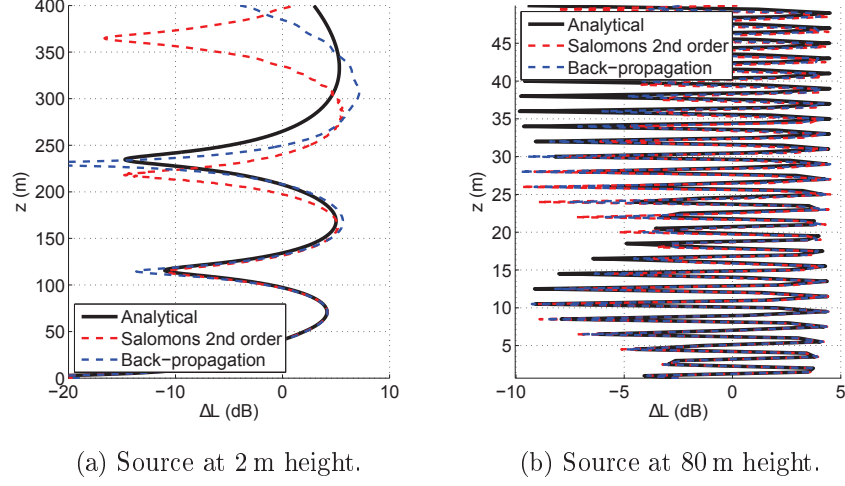 400
350
300
250
200
150
100
50
0
z (m)
Analytical
Salomons 2nd order
Back−propagation
−20
−10
0
10
ΔL (dB)
45
40
35
30
25
20
15
10
5
z (m)
Analytical
Salomons 2nd order
Back−propagation
−10
−5
0
5
ΔL (dB)
(a) Source at 2 m height.
(b) Source at 80 m height.